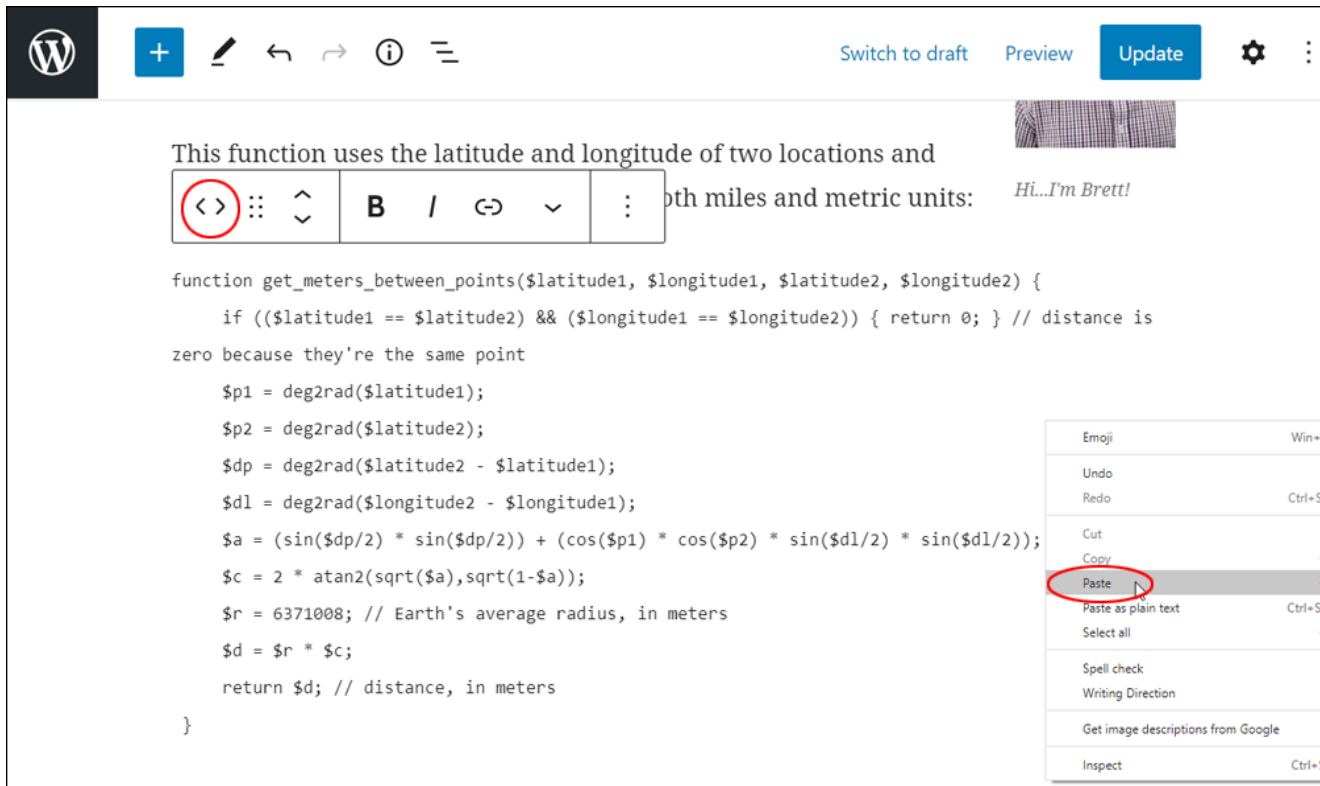 Switch to draft Preview Update
This function uses the latitude and longitude of two locations and
B I oth miles and metric units:
Hi...I'm Brett!
function get_meters_between_points($latitude1, $longitude1, $latitude2, $longitude2) {
if (($latitude1 == $latitude2) && ($longitude1 == $longitude2)) { return 0; } // distance is
zero because they're the same point
$p1 = deg2rad($latitude1);
$p2 = deg2rad($latitude2);
$dp = deg2rad($latitude2 - $latitude1);
$dl = deg2rad($longitude2 - $longitude1);
$a = (sin($dp/2) * sin($dp/2)) + (cos($p1) * cos($p2) * sin($dl/2) * sin($dl/2));
$c = 2 * atan2(sqrt($a),sqrt(1-$a));
$r = 6371008; // Earth's average radius, in meters
$d = $r * $c;
return $d; // distance, in meters
}
Emoji Win+
Undo
Redo Ctrl+S
Cut
Copy
Paste
Paste as plain text Ctrl+S
Select all
Spell check
Writing Direction
Get image descriptions from Google
Inspect Ctrl+S